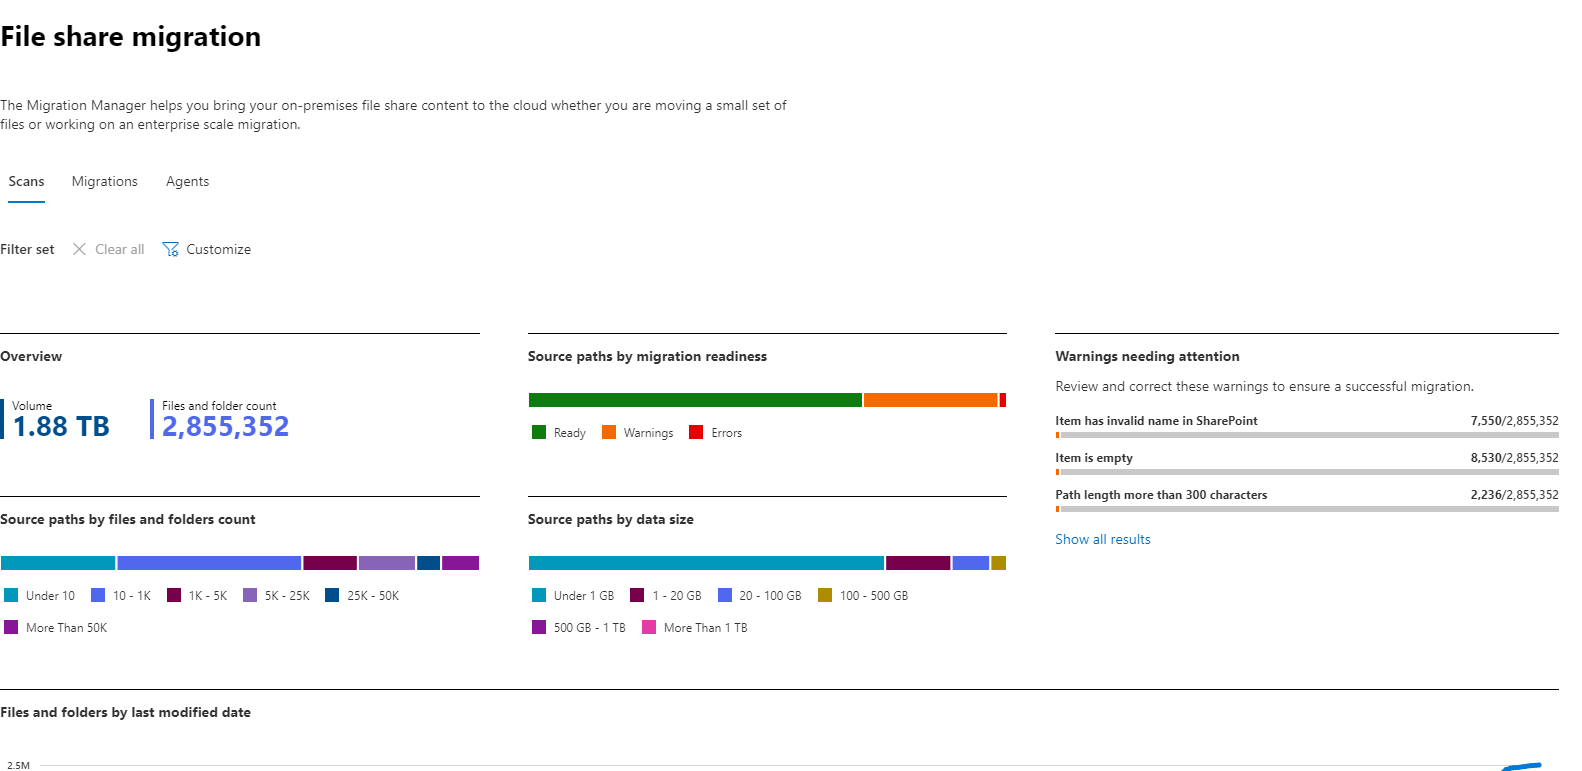 File share migration
The Migration Manager helps you bring your on-premises file share content to the cloud whether you are moving a small set of
files or working on an enterprise scale migration.
Scans Migrations Agents
Filter set Clear all Customize
Overview
Volume
1.88 TB
Files and folder count
2,855,352
Source paths by migration readiness
Ready Warnings Errors
Warnings needing attention
Review and correct these warnings to ensure a successful migration.
Item has invalid name in SharePoint 7,550/2,855,352
Item is empty 8,530/2,855,352
Path length more than 300 characters 2,236/2,855,352
Show all results
Source paths by files and folders count
Under 10 10 - 1K 1K - 5K 5K - 25K 25K - 50K
More Than 50K
Source paths by data size
Under 1 GB 1 - 20 GB 20 - 100 GB 100 - 500 GB
500 GB - 1 TB More Than 1 TB
Files and folders by last modified date
2.5M